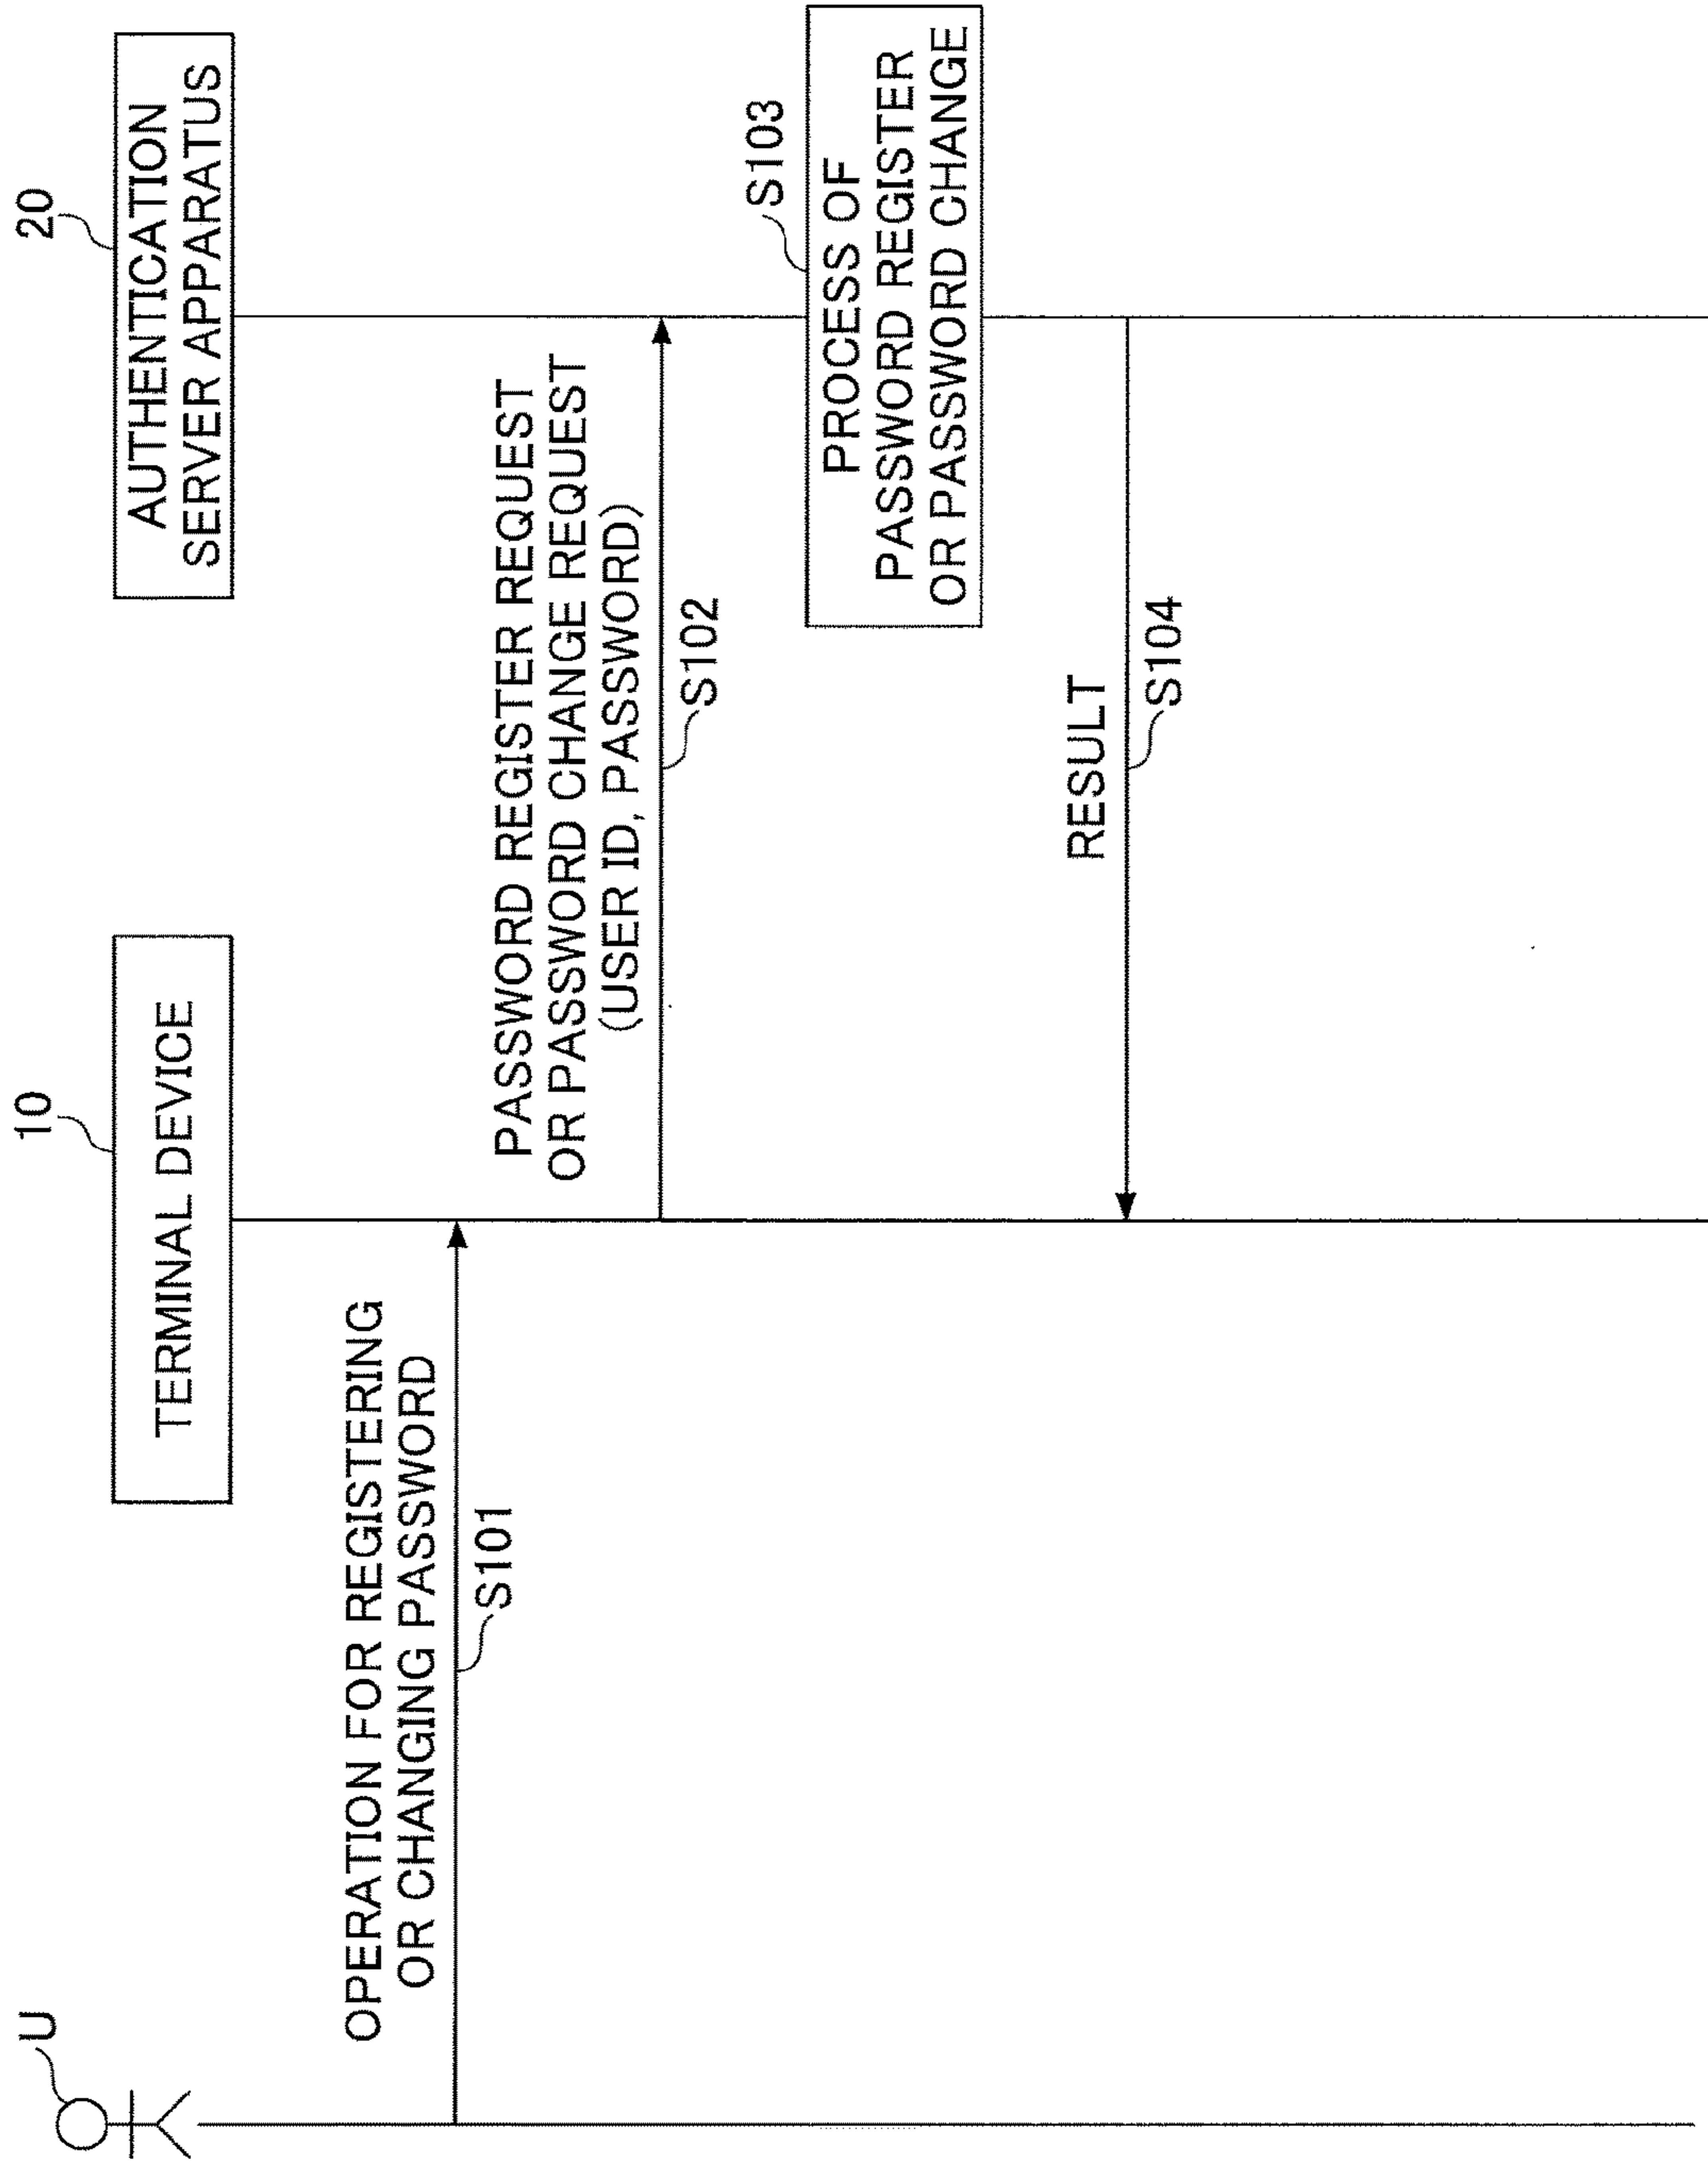 U
10
TERMINAL DEVICE
20
AUTHENTICATION
SERVER APPARATUS
OPERATION FOR REGISTERING
OR CHANGING PASSWORD
S101
PASSWORD REGISTER REQUEST
OR PASSWORD CHANGE REQUEST
(USER ID, PASSWORD)
S102
S103
PROCESS OF
PASSWORD REGISTER
OR PASSWORD CHANGE
RESULT
S104